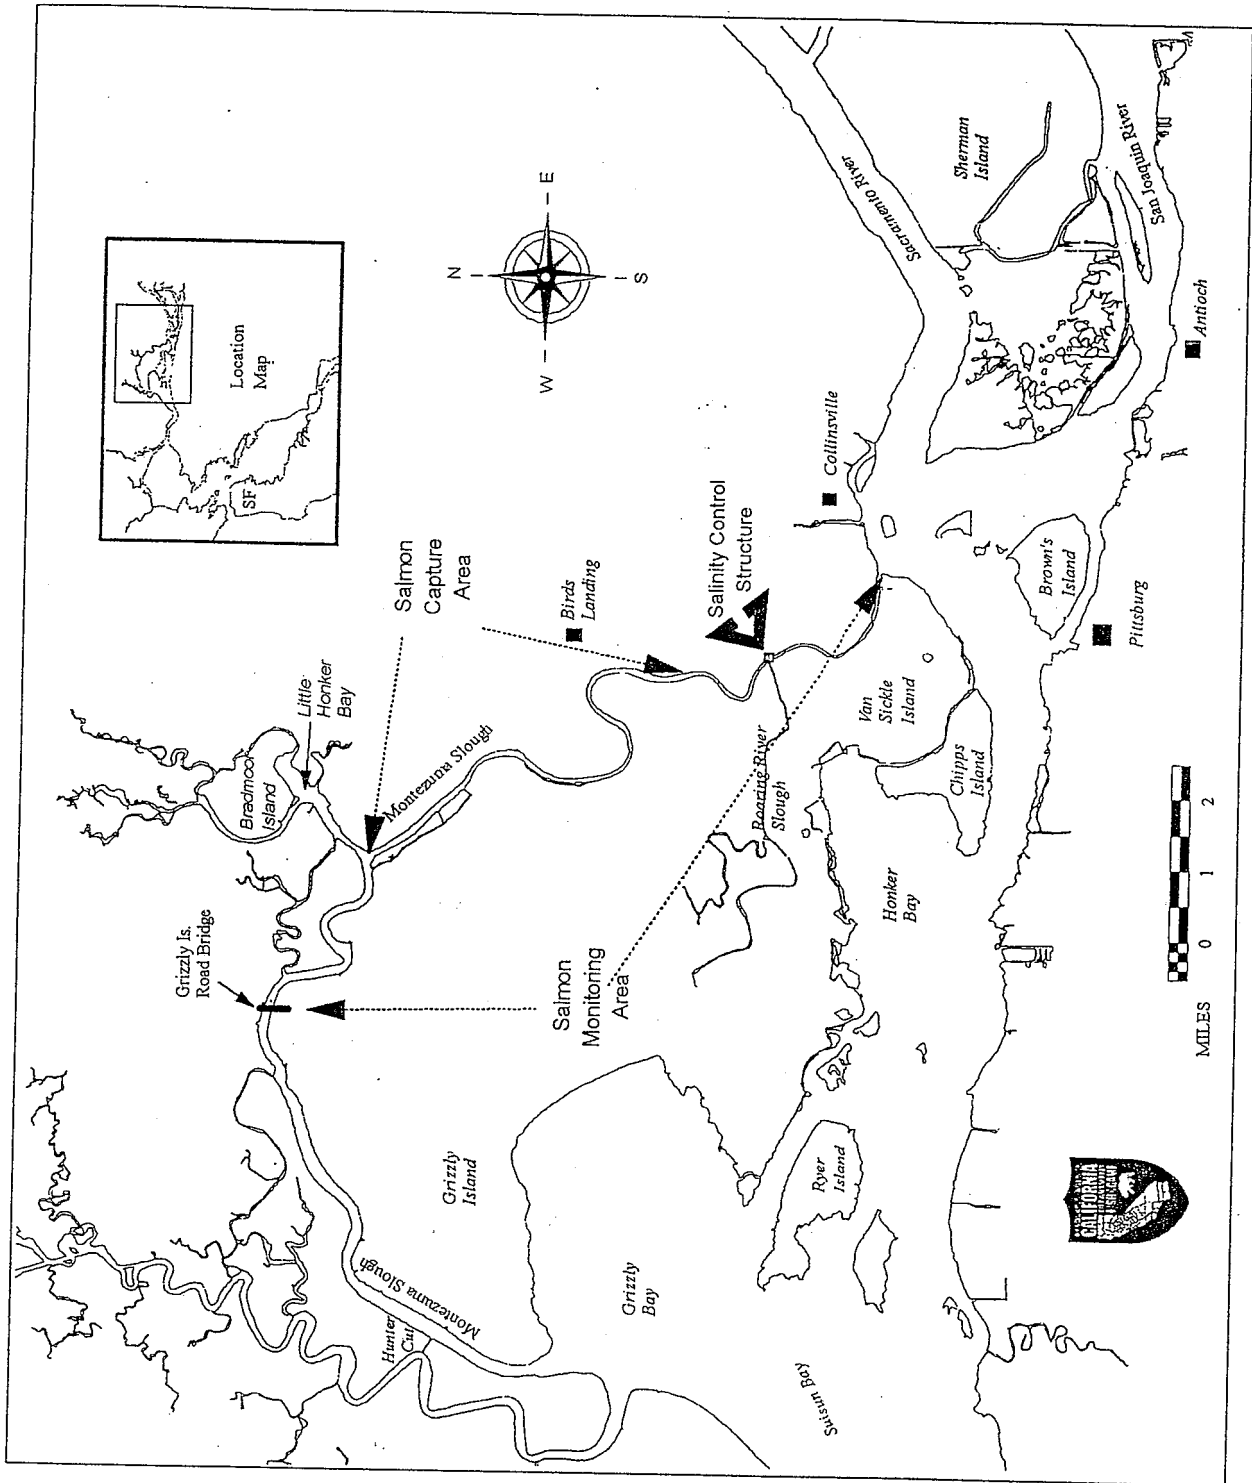 Location
Map
SF
N
E
S
W
Salmon
Capture
Area
Birds
Landing
Salinity Control
Structure
Collinsville
Sacramento River
Sherman
Island
San Joaquin River
Antioch
Brown's
Island
Pittsburg
Little
Honker
Bay
Bradmoor
Island
Montezuma Slough
Van
Sickle
Island
Chipps
Island
Roaring River
Slough
Honker
Bay
Grizzly Is.
Road Bridge
Salmon
Monitoring
Area
Grizzly
Island
Ryer
Island
Grizzly
Bay
Montezuma Slough
Hunter
Cut
Suisun Bay
MILES
0
1
2
CALIFORNIA